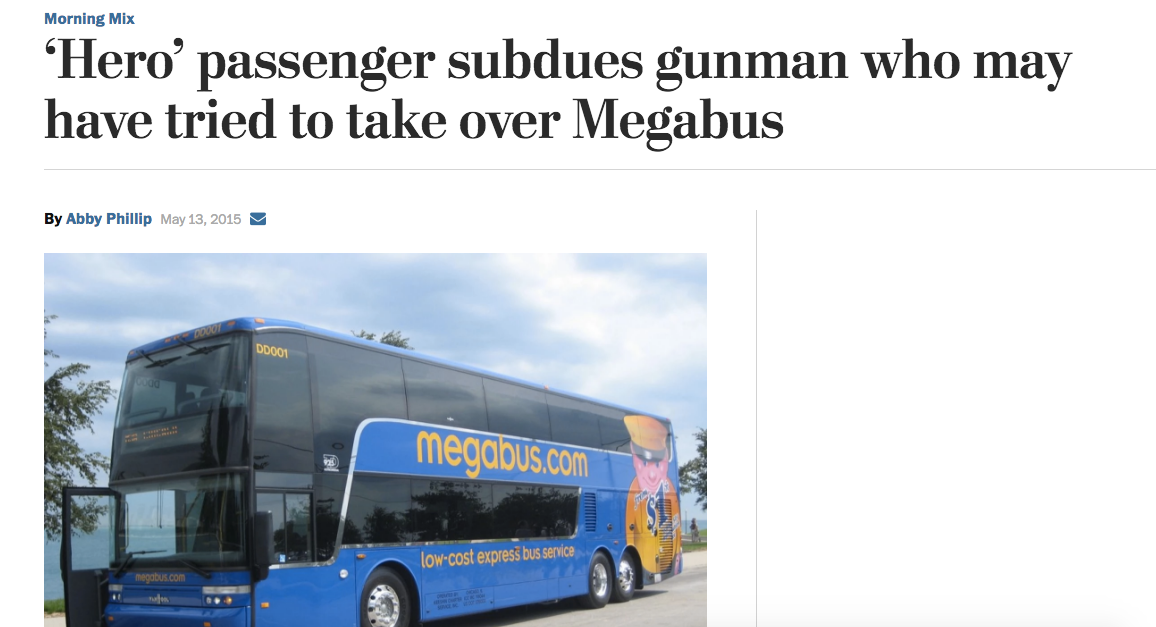 Morning Mix
‘Hero’ passenger subdues gunman who may
have tried to take over Megabus
By Abby Phillip May 13, 2015
DD001
DD001
megabus.com
$1
low-cost express bus service
megabus.com